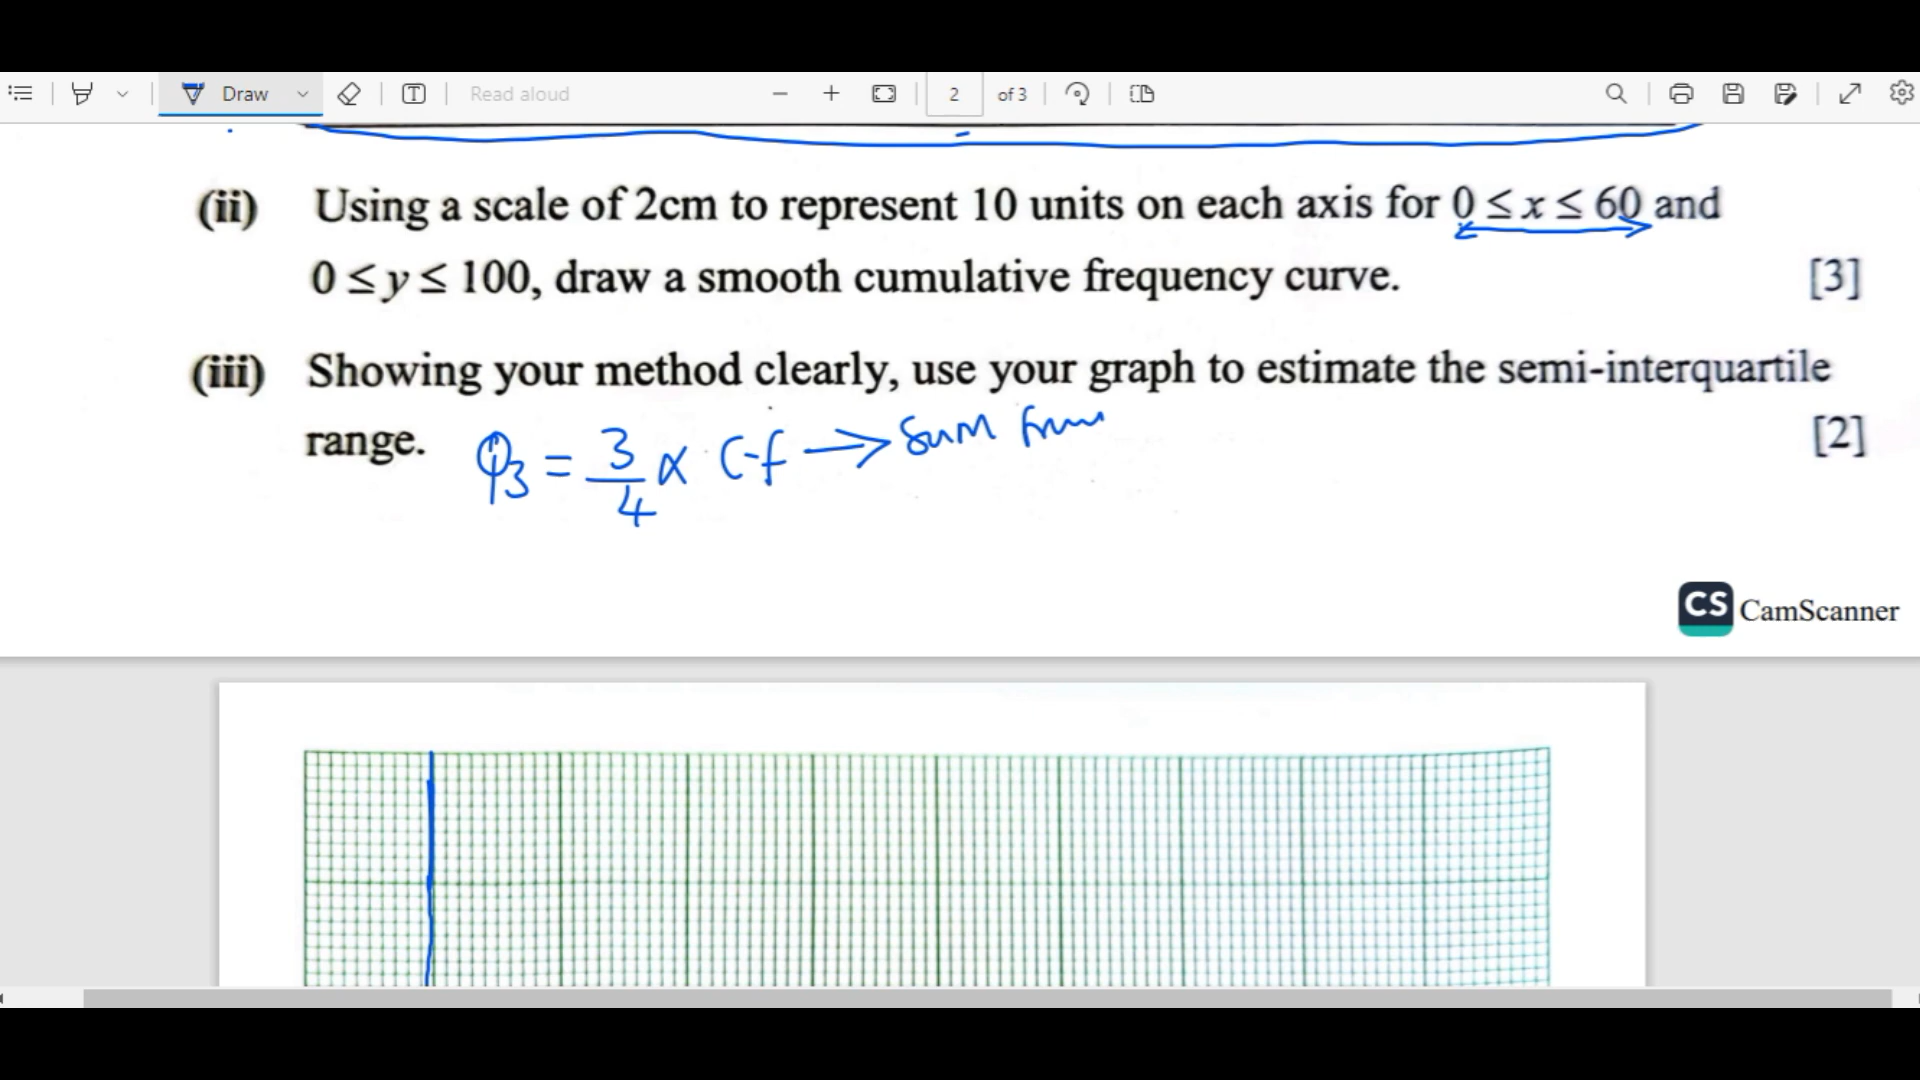 Draw Read aloud 2 of 3
(ii) Using a scale of 2cm to represent 10 units on each axis for 0 ≤ x ≤ 60 and
0 ≤ y ≤ 100, draw a smooth cumulative frequency curve. [3]
(iii) Showing your method clearly, use your graph to estimate the semi-interquartile
range. [2]
Q3 = 3/4 × C-f → Sum
CS CamScanner